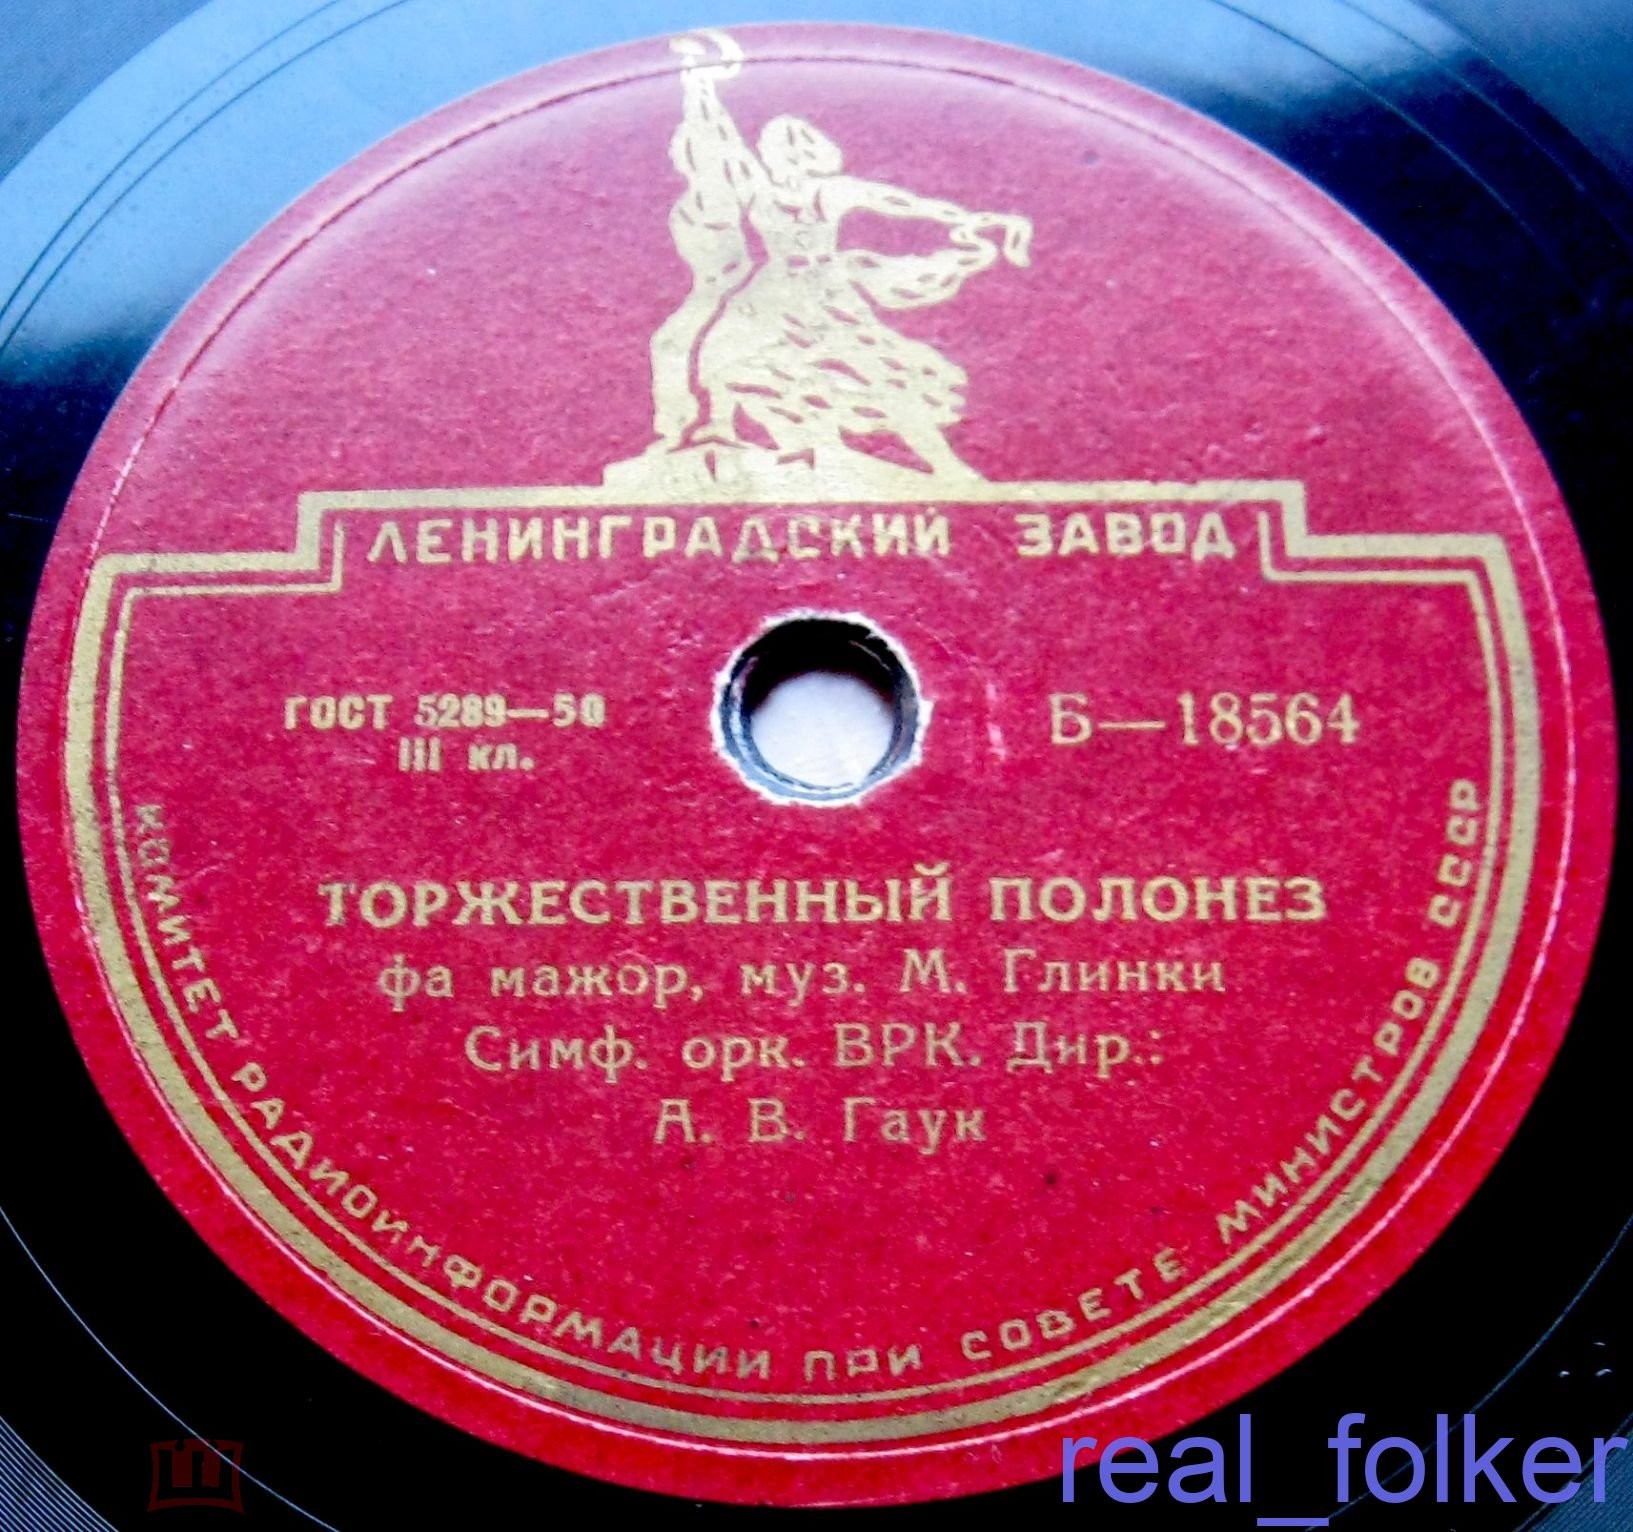 ЛЕНИНГРАДСКИЙ ЗАВОД
ГОСТ 5289—50
III кл.
Б—18564
ТОРЖЕСТВЕННЫЙ ПОЛОНЕЗ
фа мажор, муз. М. Глинки
Симф. орк. ВРК. Дир.:
А. В. Гаук
КОМИТЕТ РАДИОИНФОРМАЦИИ ПРИ СОВЕТЕ МИНИСТРОВ СССР
real_folker